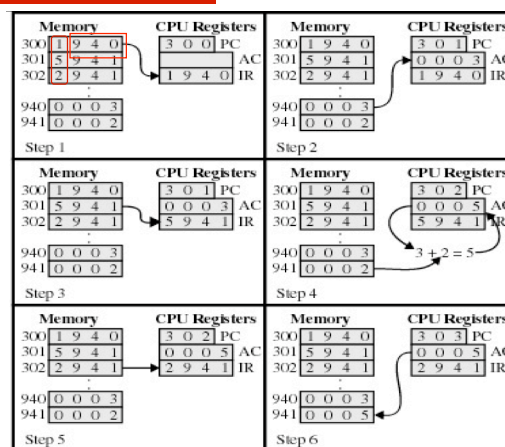 Memory CPU Registers
300 1 9 4 0 3 0 0 PC
301 5 9 4 1 AC
302 2 9 4 1 1 9 4 0 IR
940 0 0 0 3
941 0 0 0 2
Step 1
Memory CPU Registers
300 1 9 4 0 3 0 1 PC
301 5 9 4 1 0 0 0 3 AC
302 2 9 4 1 1 9 4 0 IR
940 0 0 0 3
941 0 0 0 2
Step 2
Memory CPU Registers
300 1 9 4 0 3 0 1 PC
301 5 9 4 1 0 0 0 3 AC
302 2 9 4 1 5 9 4 1 IR
940 0 0 0 3
941 0 0 0 2
Step 3
Memory CPU Registers
300 1 9 4 0 3 0 2 PC
301 5 9 4 1 0 0 0 5 AC
302 2 9 4 1 5 9 4 1 IR
940 0 0 0 3 3 + 2 = 5
941 0 0 0 2
Step 4
Memory CPU Registers
300 1 9 4 0 3 0 2 PC
301 5 9 4 1 0 0 0 5 AC
302 2 9 4 1 2 9 4 1 IR
940 0 0 0 3
941 0 0 0 2
Step 5
Memory CPU Registers
300 1 9 4 0 3 0 3 PC
301 5 9 4 1 0 0 0 5 AC
302 2 9 4 1 2 9 4 1 IR
940 0 0 0 3
941 0 0 0 5
Step 6